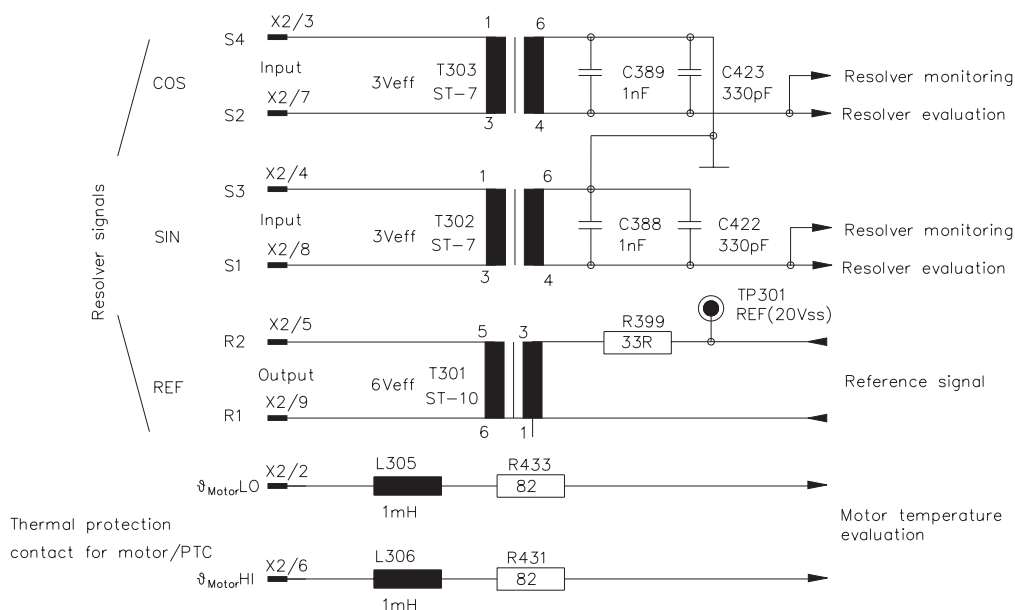 X2/3
S4
1
6
COS
Input
3Veff
T303
ST-7
C389
1nF
C423
330pF
Resolver monitoring
X2/7
S2
3
4
Resolver evaluation
Resolver signals
X2/4
S3
1
6
SIN
Input
3Veff
T302
ST-7
C388
1nF
C422
330pF
Resolver monitoring
X2/8
S1
3
4
Resolver evaluation
TP301
REF(20Vss)
X2/5
R2
5
3
R399
33R
REF
Output
6Veff
T301
ST-10
Reference signal
X2/9
R1
6
1
X2/2
ϑMotorLO
L305
1mH
R433
82
Thermal protection
contact for motor/PTC
Motor temperature
evaluation
X2/6
ϑMotorHI
L306
1mH
R431
82